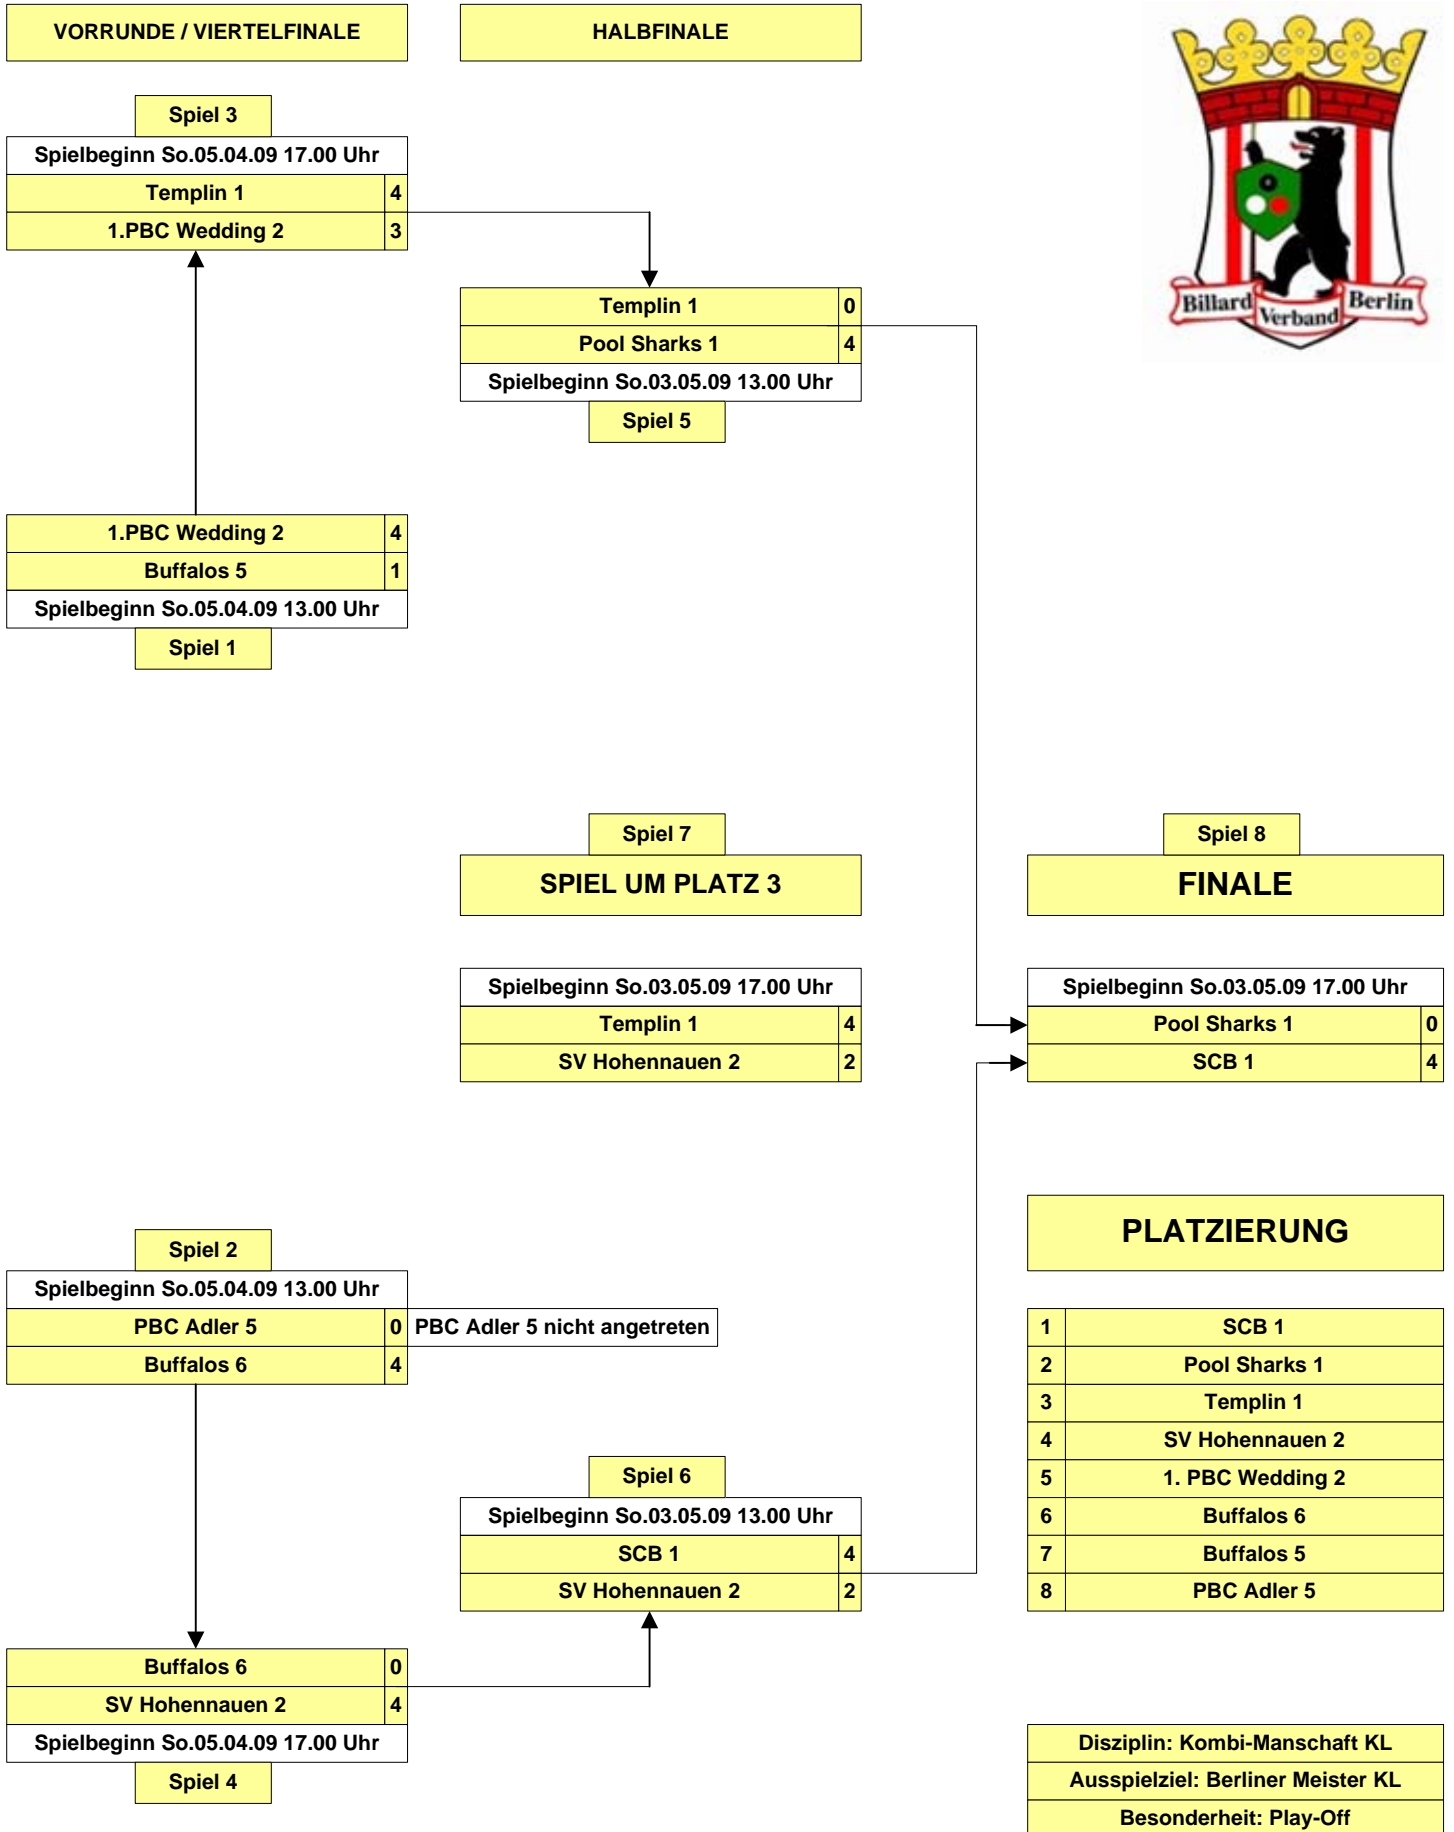 VORRUNDE / VIERTELFINALE
HALBFINALE
Spiel 3
Spielbeginn So.05.04.09 17.00 Uhr
Templin 1 4
1.PBC Wedding 2 3
Templin 1 0
Pool Sharks 1 4
Spielbeginn So.03.05.09 13.00 Uhr
Spiel 5
Billard Verband Berlin
1.PBC Wedding 2 4
Buffalos 5 1
Spielbeginn So.05.04.09 13.00 Uhr
Spiel 1
Spiel 7
SPIEL UM PLATZ 3
Spielbeginn So.03.05.09 17.00 Uhr
Templin 1 4
SV Hohennauen 2 2
Spiel 8
FINALE
Spielbeginn So.03.05.09 17.00 Uhr
Pool Sharks 1 0
SCB 1 4
Spiel 2
Spielbeginn So.05.04.09 13.00 Uhr
PBC Adler 5 0 PBC Adler 5 nicht angetreten
Buffalos 6 4
Spiel 6
Spielbeginn So.03.05.09 13.00 Uhr
SCB 1 4
SV Hohennauen 2 2
Buffalos 6 0
SV Hohennauen 2 4
Spielbeginn So.05.04.09 17.00 Uhr
Spiel 4
PLATZIERUNG
1 SCB 1
2 Pool Sharks 1
3 Templin 1
4 SV Hohennauen 2
5 1. PBC Wedding 2
6 Buffalos 6
7 Buffalos 5
8 PBC Adler 5
Disziplin: Kombi-Manschaft KL
Ausspielziel: Berliner Meister KL
Besonderheit: Play-Off